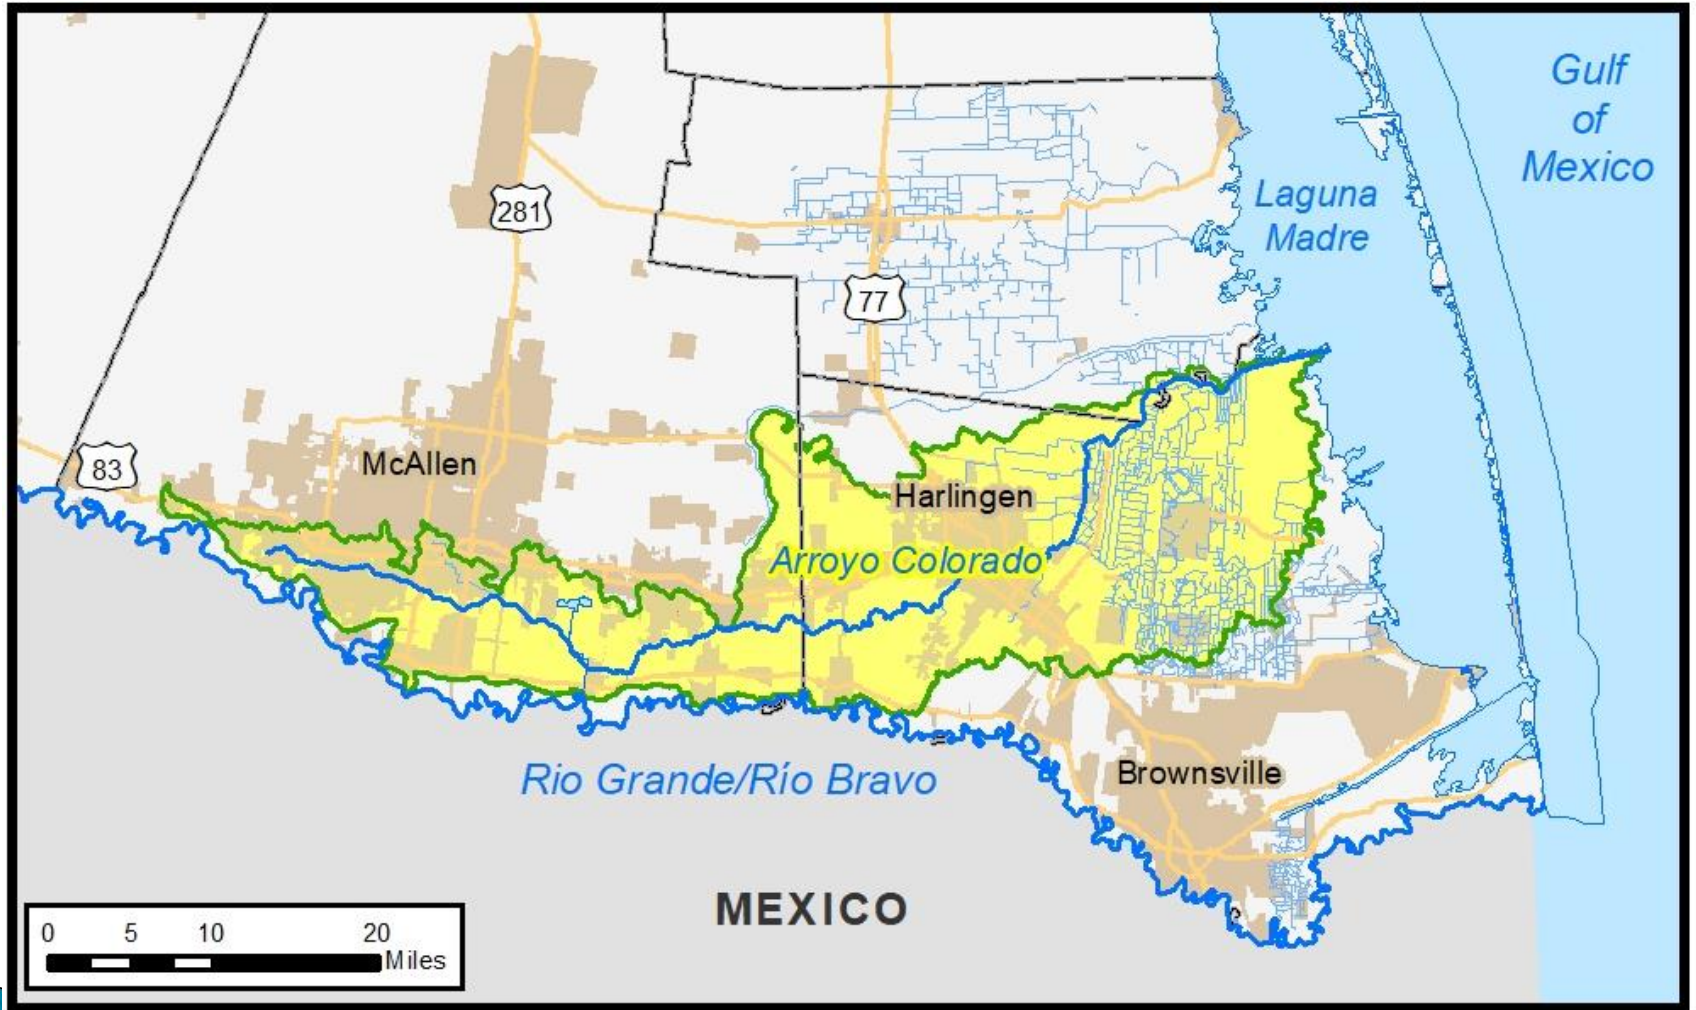 Gulf
of
Mexico
Laguna
Madre
281
77
83
McAllen
Harlingen
Arroyo Colorado
Rio Grande/Río Bravo
Brownsville
MEXICO
0 5 10 20
Miles